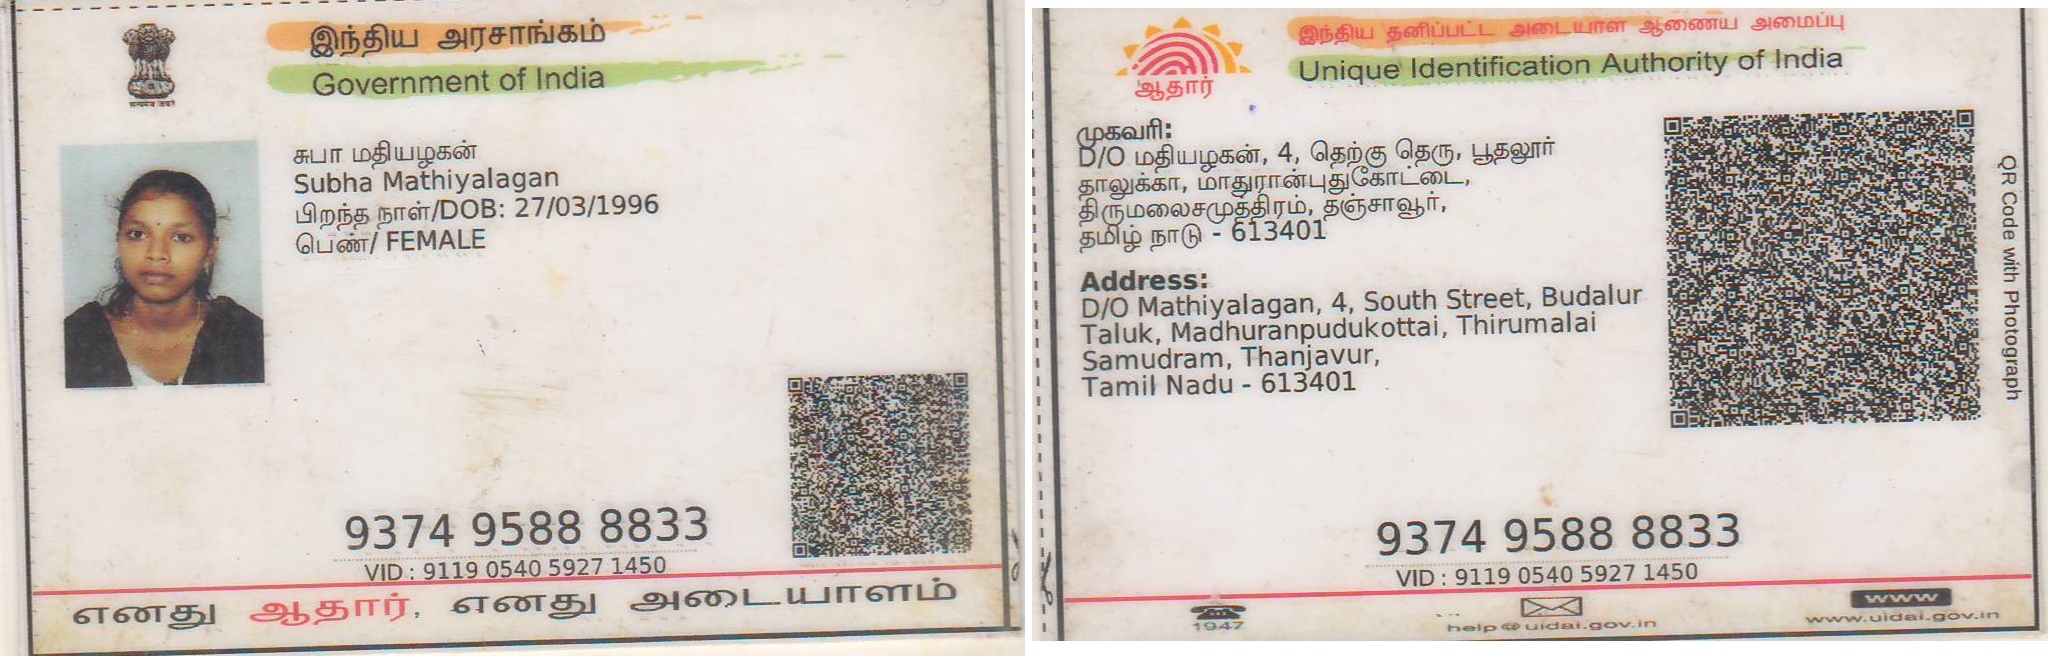 இந்திய அரசாங்கம்
Government of India
சுபா மதியழகன்
Subha Mathiyalagan
பிறந்த நாள்/DOB: 27/03/1996
பெண்/ FEMALE
9374 9588 8833
VID : 9119 0540 5927 1450
எனது ஆதார், எனது அடையாளம்
இந்திய தனிப்பட்ட அடையாள ஆணைய அமைப்பு
Unique Identification Authority of India
ஆதார்
முகவரி:
D/O மதியழகன், 4, தெற்கு தெரு, பூதலூர்
தாலுக்கா, மாதுரான்புதுகோட்டை,
திருமலைசமுத்திரம், தஞ்சாவூர்,
தமிழ் நாடு - 613401
Address:
D/O Mathiyalagan, 4, South Street, Budalur
Taluk, Madhuranpudukottai, Thirumalai
Samudram, Thanjavur,
Tamil Nadu - 613401
QR Code with Photograph
9374 9588 8833
VID : 9119 0540 5927 1450
1947
help@uidai.gov.in
www
www.uidai.gov.in